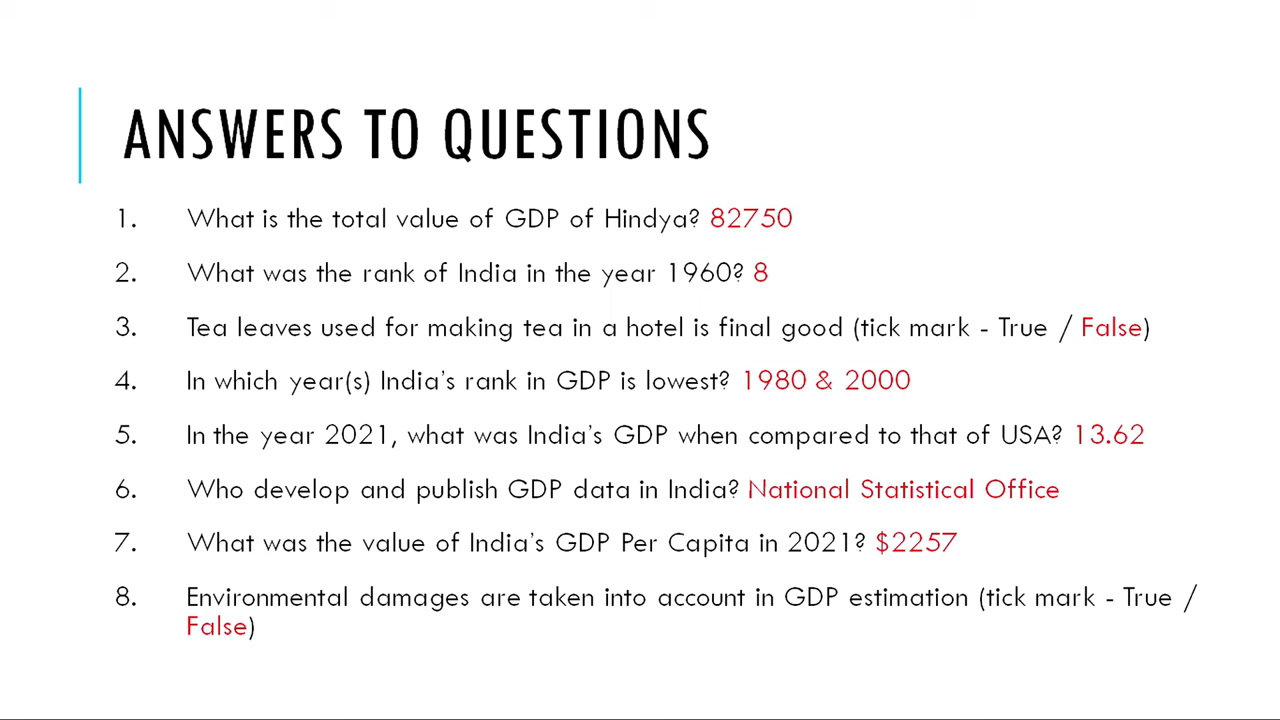 ANSWERS TO QUESTIONS
1. What is the total value of GDP of Hindya? 82750
2. What was the rank of India in the year 1960? 8
3. Tea leaves used for making tea in a hotel is final good (tick mark - True / False)
4. In which year(s) India's rank in GDP is lowest? 1980 & 2000
5. In the year 2021, what was India's GDP when compared to that of USA? 13.62
6. Who develop and publish GDP data in India? National Statistical Office
7. What was the value of India's GDP Per Capita in 2021? $2257
8. Environmental damages are taken into account in GDP estimation (tick mark - True /
False)